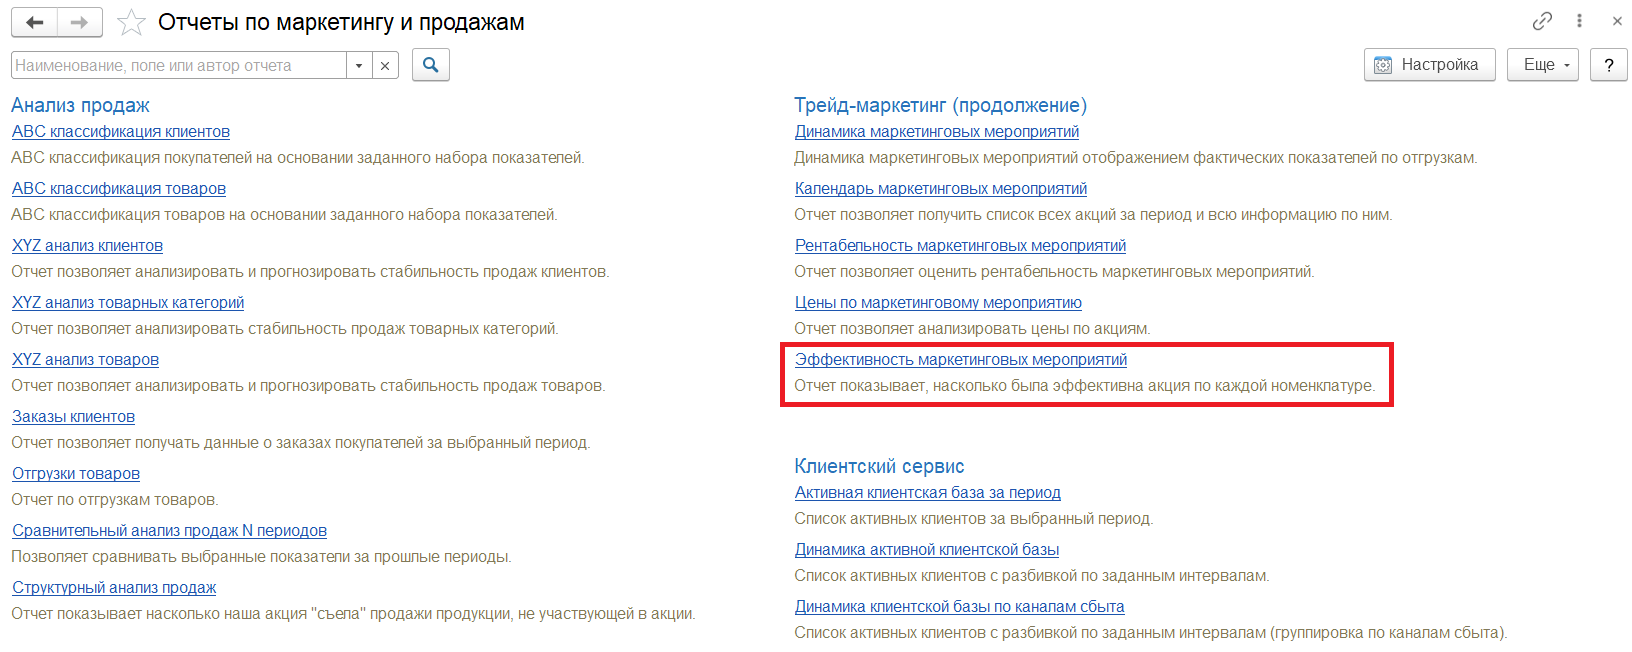 Отчеты по маркетингу и продажам
Наименование, поле или автор отчета
Настройка
Еще
?
Анализ продаж
ABC классификация клиентов
ABC классификация покупателей на основании заданного набора показателей.
ABC классификация товаров
ABC классификация товаров на основании заданного набора показателей.
XYZ анализ клиентов
Отчет позволяет анализировать и прогнозировать стабильность продаж клиентов.
XYZ анализ товарных категорий
Отчет позволяет анализировать стабильность продаж товарных категорий.
XYZ анализ товаров
Отчет позволяет анализировать и прогнозировать стабильность продаж товаров.
Заказы клиентов
Отчет позволяет получать данные о заказах покупателей за выбранный период.
Отгрузки товаров
Отчет по отгрузкам товаров.
Сравнительный анализ продаж N периодов
Позволяет сравнивать выбранные показатели за прошлые периоды.
Структурный анализ продаж
Отчет показывает насколько наша акция "съела" продажи продукции, не участвующей в акции.
Трейд-маркетинг (продолжение)
Динамика маркетинговых мероприятий
Динамика маркетинговых мероприятий отображением фактических показателей по отгрузкам.
Календарь маркетинговых мероприятий
Отчет позволяет получить список всех акций за период и всю информацию по ним.
Рентабельность маркетинговых мероприятий
Отчет позволяет оценить рентабельность маркетинговых мероприятий.
Цены по маркетинговому мероприятию
Отчет позволяет анализировать цены по акциям.
Эффективность маркетинговых мероприятий
Отчет показывает, насколько была эффективна акция по каждой номенклатуре.
Клиентский сервис
Активная клиентская база за период
Список активных клиентов за выбранный период.
Динамика активной клиентской базы
Список активных клиентов с разбивкой по заданным интервалам.
Динамика клиентской базы по каналам сбыта
Список активных клиентов с разбивкой по заданным интервалам (группировка по каналам сбыта).